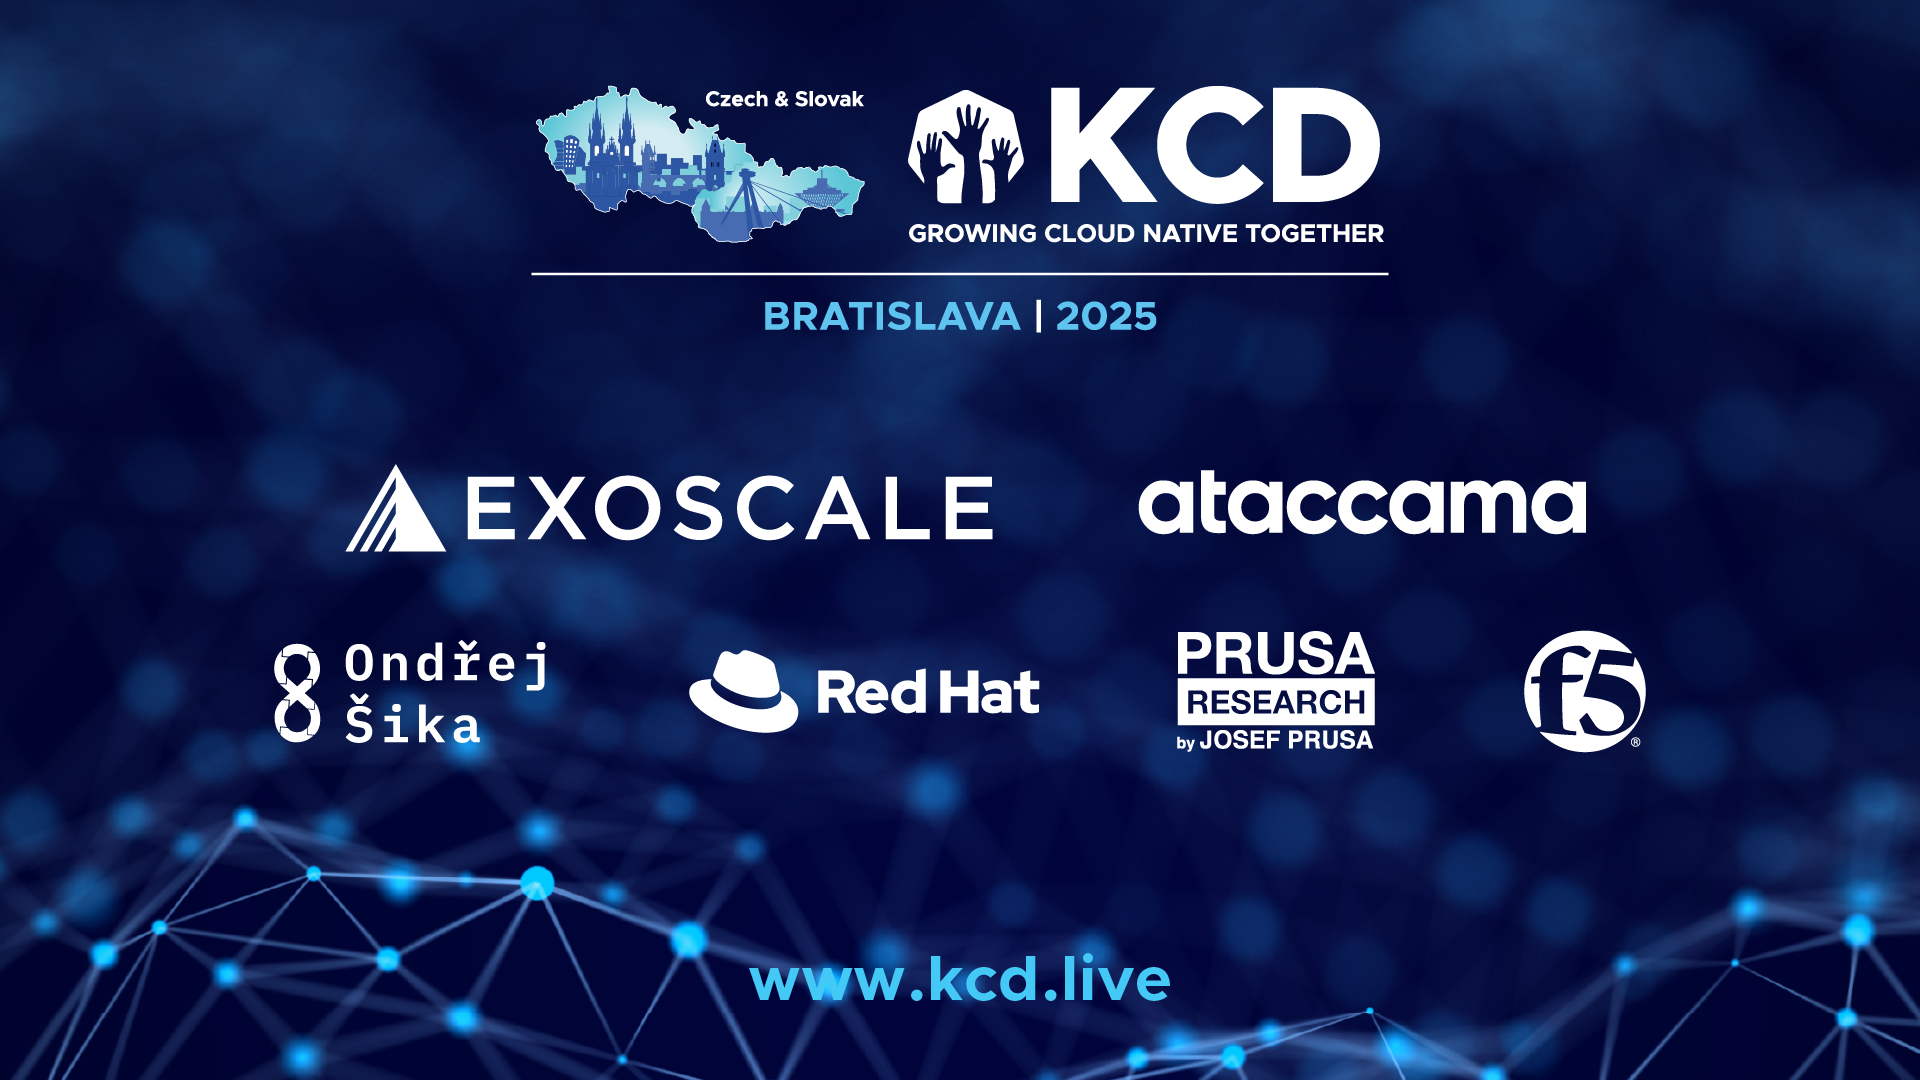 Czech & Slovak
KCD
GROWING CLOUD NATIVE TOGETHER
BRATISLAVA | 2025
EXOSCALE
ataccama
Ondřej
Šika
Red Hat
PRUSA
RESEARCH
by JOSEF PRUSA
f5®
www.kcd.live